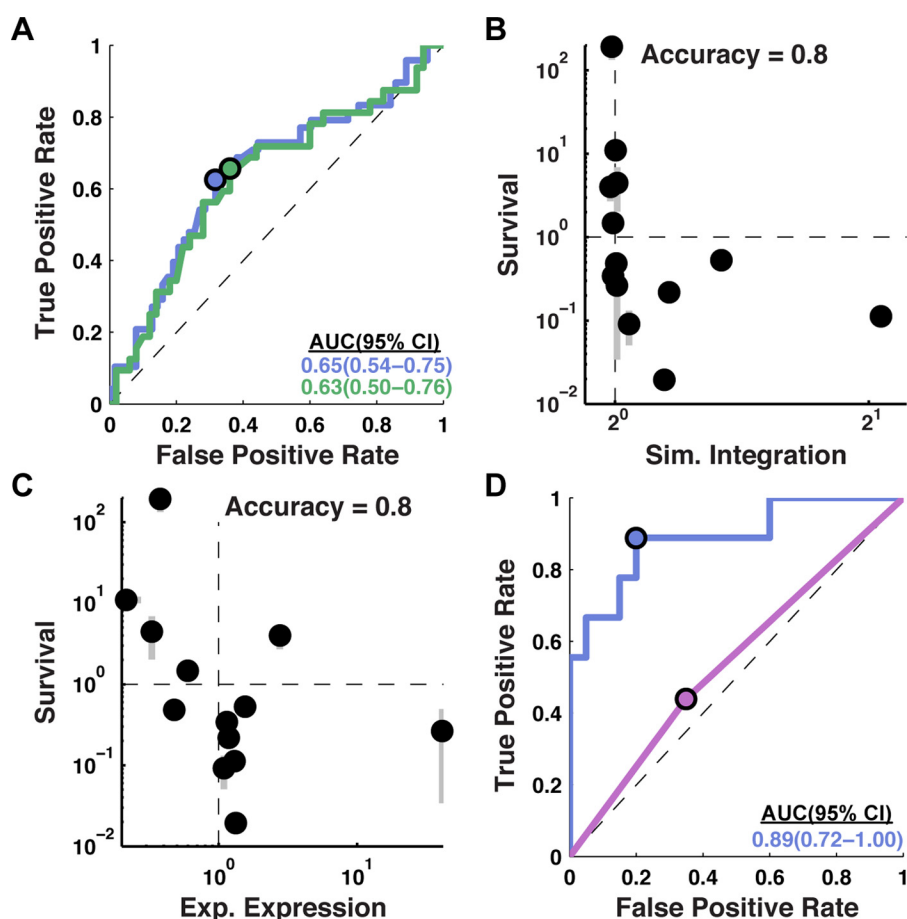 A
True Positive Rate
1
0.8
0.6
0.4
0.2
0
0 0.2 0.4 0.6 0.8 1
False Positive Rate
AUC(95% CI)
0.65(0.54–0.75)
0.63(0.50–0.76)
B
Accuracy = 0.8
Survival
10^2
10^1
10^0
10^-1
10^-2
2^0 2^1
Sim. Integration
C
Accuracy = 0.8
Survival
10^2
10^1
10^0
10^-1
10^-2
10^0 10^1
Exp. Expression
D
True Positive Rate
1
0.8
0.6
0.4
0.2
0
0 0.2 0.4 0.6 0.8 1
False Positive Rate
AUC(95% CI)
0.89(0.72–1.00)